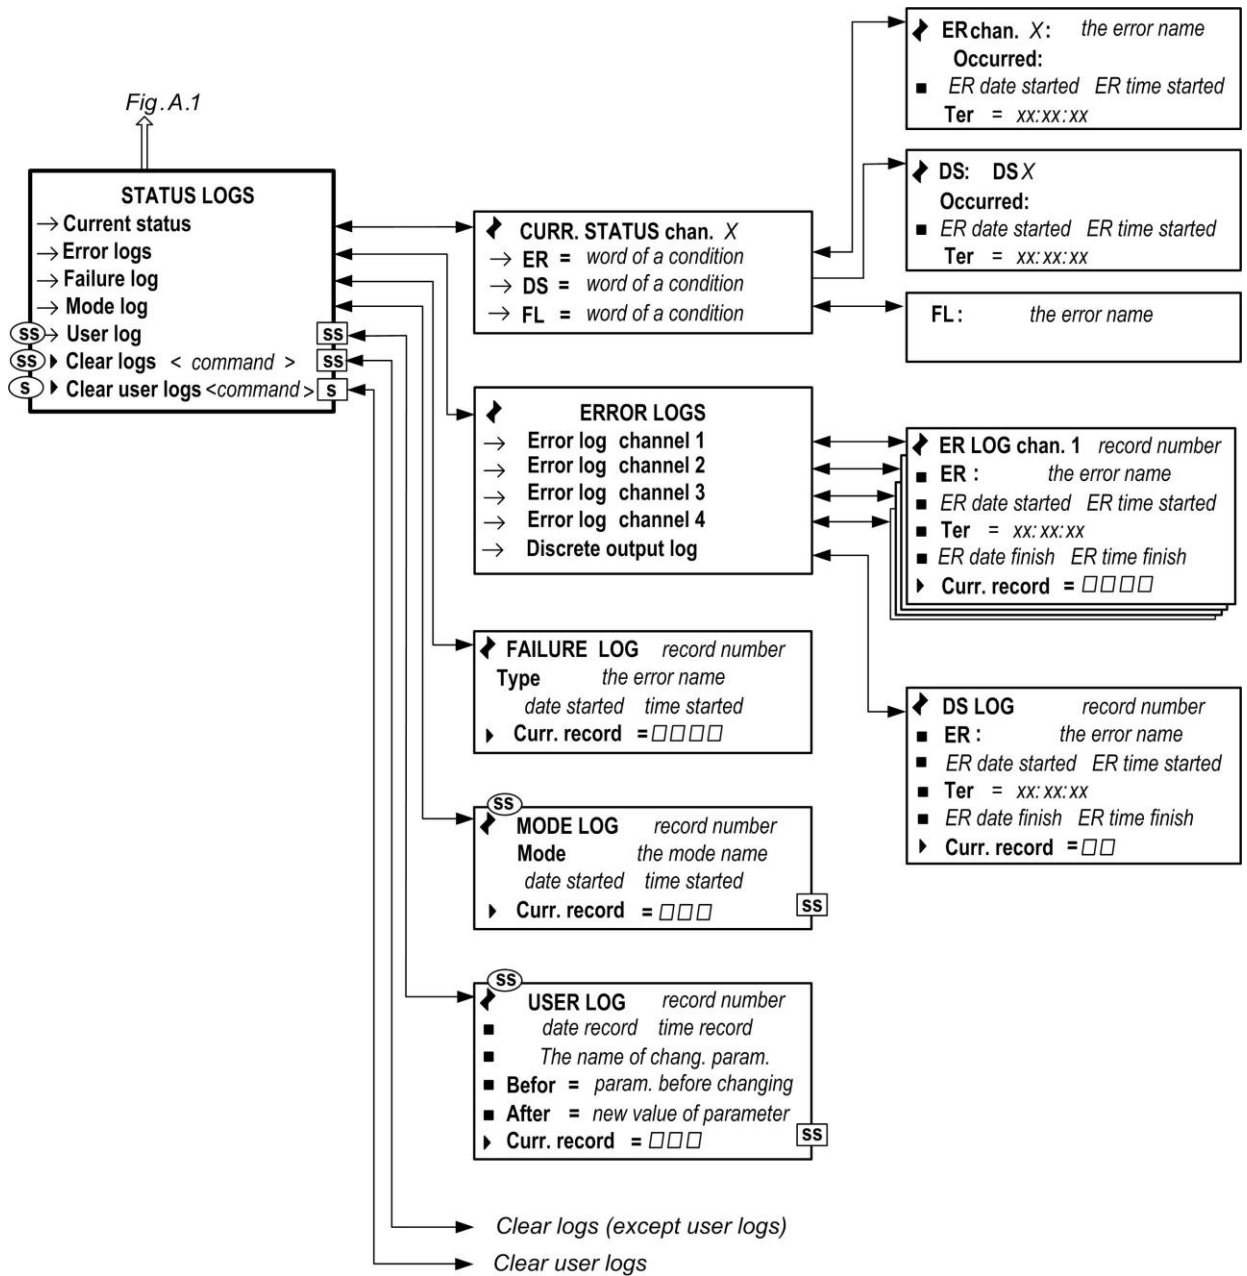 Fig. A.1
STATUS LOGS
→ Current status
→ Error logs
→ Failure log
→ Mode log
SS → User log SS
SS Clear logs < command > SS
S Clear user logs <command> S
CURR. STATUS chan. X
→ ER = word of a condition
→ DS = word of a condition
→ FL = word of a condition
ER chan. X: the error name
Occurred:
ER date started ER time started
Ter = xx:xx:xx
DS: DS X
Occurred:
ER date started ER time started
Ter = xx:xx:xx
FL: the error name
ERROR LOGS
→ Error log channel 1
→ Error log channel 2
→ Error log channel 3
→ Error log channel 4
→ Discrete output log
ER LOG chan. 1 record number
ER: the error name
ER date started ER time started
Ter = xx:xx:xx
ER date finish ER time finish
Curr. record = □□□□
FAILURE LOG record number
Type the error name
date started time started
Curr. record =□□□□
DS LOG record number
ER: the error name
ER date started ER time started
Ter = xx:xx:xx
ER date finish ER time finish
Curr. record =□□
SS
MODE LOG record number
Mode the mode name
date started time started
Curr. record =□□□ SS
SS
USER LOG record number
date record time record
The name of chang. param.
Befor = param. before changing
After = new value of parameter
Curr. record =□□□ SS
Clear logs (except user logs)
Clear user logs